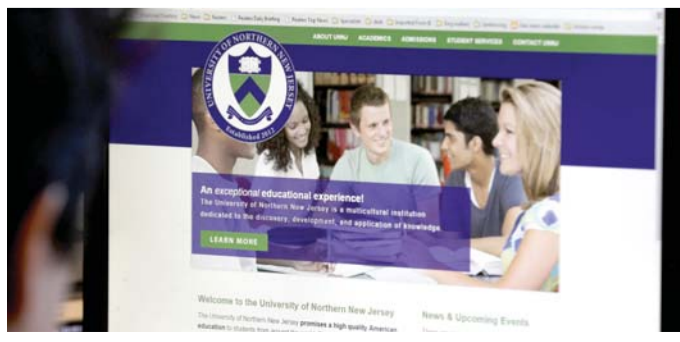 ABOUT UNNJ ACADEMICS ADMISSIONS STUDENT SERVICES CONTACT UNNJ
UNIVERSITY OF NORTHERN NEW JERSEY
Established 2012
An exceptional educational experience!
The University of Northern New Jersey is a multicultural institution
dedicated to the discovery, development, and application of knowledge.
LEARN MORE
Welcome to the University of Northern New Jersey
The University of Northern New Jersey promises a high quality American
education to students from around the
News & Upcoming Events